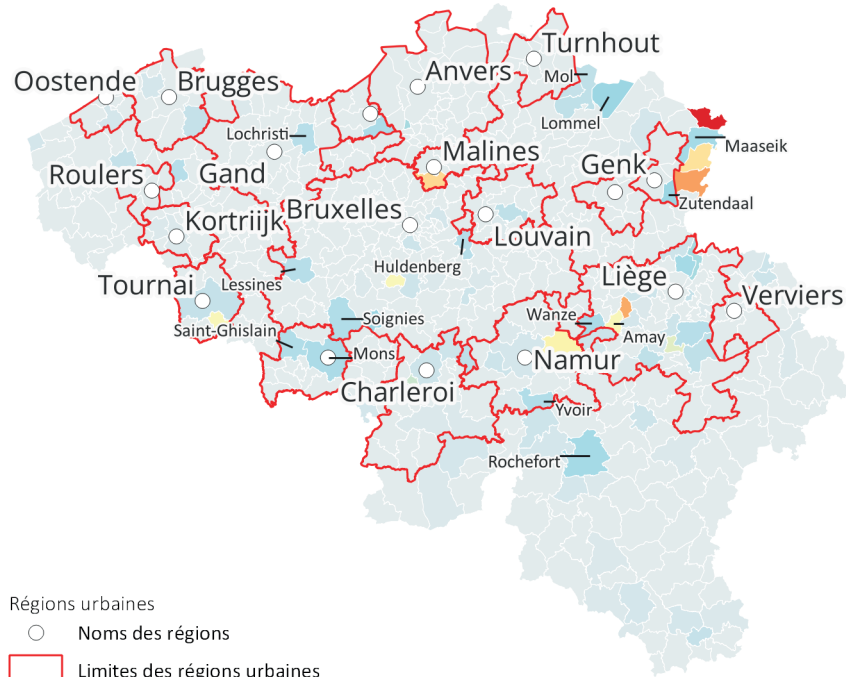 Turnhout
Oostende
Brugges
Anvers
Mol
Lommel
Lochristi
Maaseik
Malines
Roulers
Gand
Genk
Zutendaal
Kortriijk
Bruxelles
Louvain
Huldenberg
Tournai
Lessines
Liège
Verviers
Saint-Ghislain
Soignies
Wanze
Amay
Mons
Namur
Charleroi
Yvoir
Rochefort
Régions urbaines
Noms des régions
Limites des régions urbaines